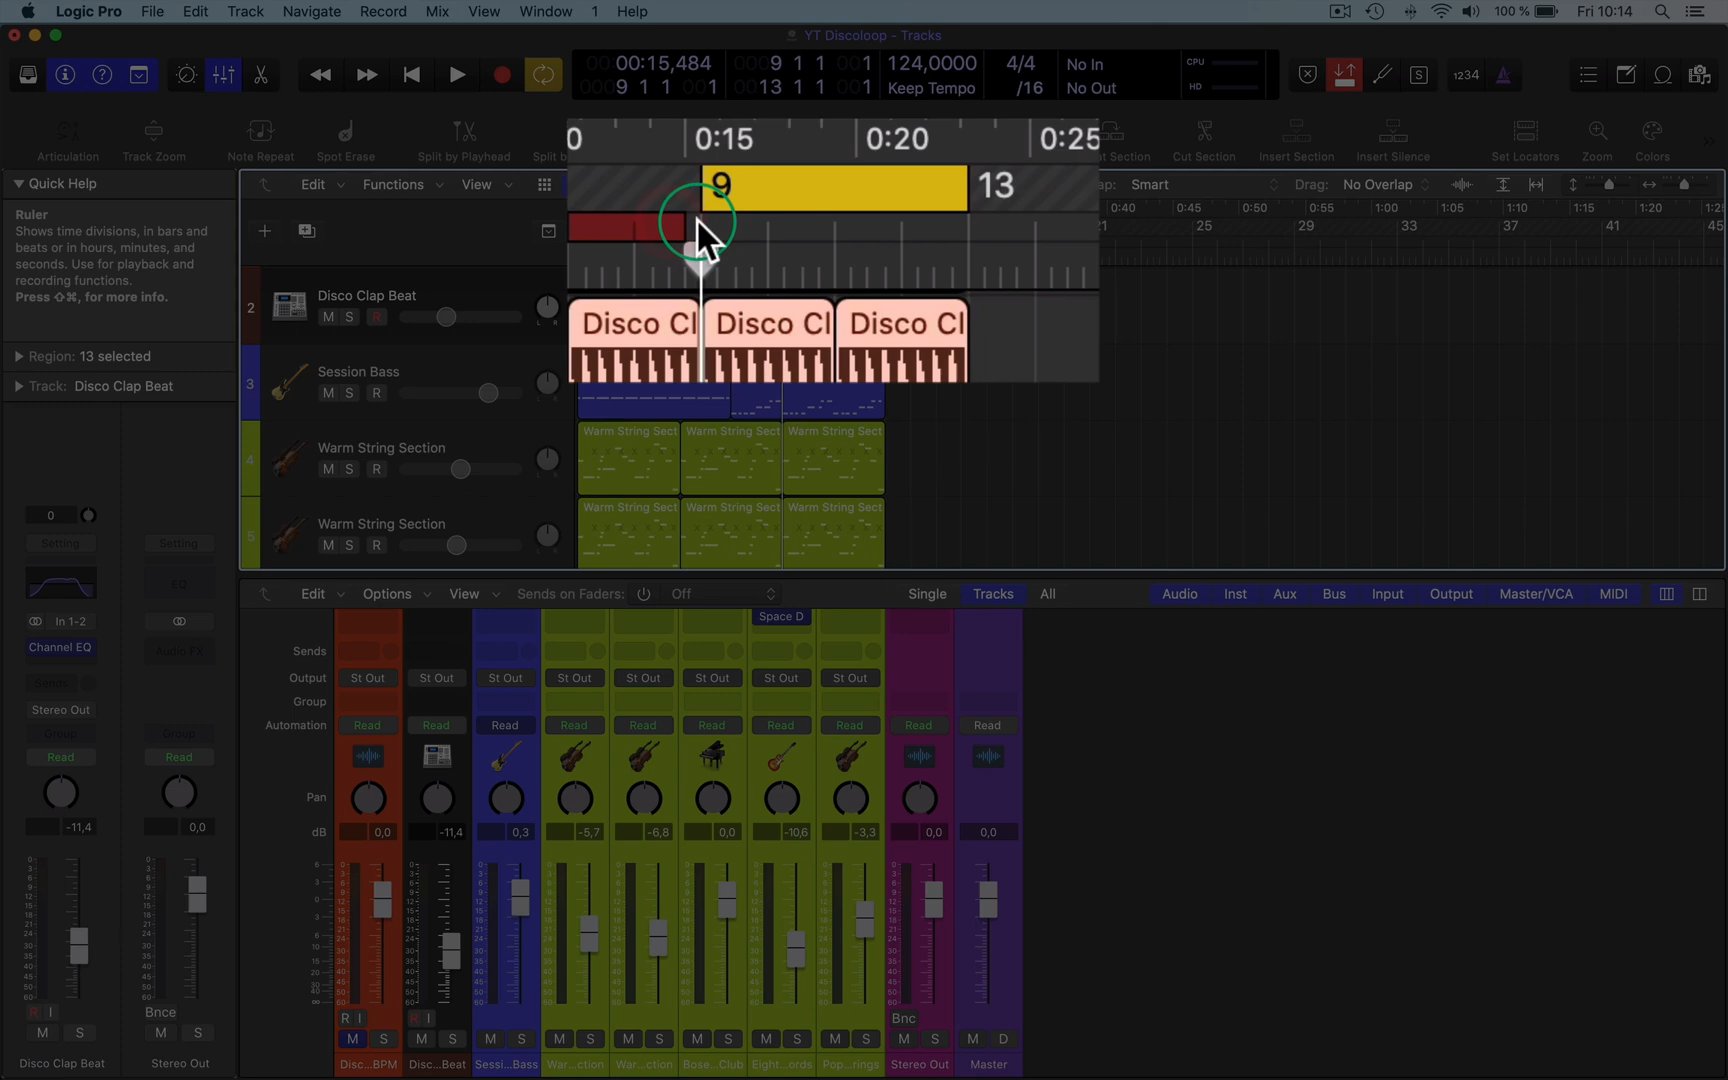 Logic Pro File Edit Track Navigate Record Mix View Window 1 Help
100 % Fri 10:14
YT Discoloop - Tracks
00:15,484 9 1 1 001 124,0000 4/4 No In CPU
9 1 1 001 13 1 1 001 Keep Tempo /16 No Out HD
S 1234
Articulation Track Zoom Note Repeat Spot Erase Split by Playhead Cut Section Insert Section Insert Silence Set Locators Zoom Colors
0 0:15 0:20 0:25
Quick Help
Edit Functions View
9 13
Smart Drag: No Overlap
Ruler
Shows time divisions, in bars and
beats or in hours, minutes, and
seconds. Use for playback and
recording functions.
Press ⇧⌘, for more info.
0:40 0:45 0:50 0:55 1:00 1:05 1:10 1:15 1:2
25 29 33 37 41 45
2 Disco Clap Beat
M S R
L R
Disco Cl Disco Cl Disco Cl
Region: 13 selected
Track: Disco Clap Beat
3 Session Bass
M S R
4 Warm String Section
M S R
Warm String Sect Warm String Sect Warm String Sect
5 Warm String Section
M S R
Warm String Sect Warm String Sect Warm String Sect
0
Setting Setting
EQ
In 1-2
Channel EQ Audio FX
Sends
Stereo Out
Group Group
Read Read
-11,4 0,0
R I Bnce
M S M S
Disco Clap Beat Stereo Out
Edit Options View Sends on Faders: Off Single Tracks All Audio Inst Aux Bus Input Output Master/VCA MIDI
Space D
Sends
Output St Out St Out St Out St Out St Out St Out St Out St Out
Group
Automation Read Read Read Read Read Read Read Read Read Read
Pan
dB 0,0 -11,4 0,3 -5,7 -6,8 0,0 -10,6 -3,3 0,0 0,0
R I R I Bnc
M S M S M S M S M S M S M S M S M S M D
Disc...BPM Disc...Beat Sessi...Bass War...ction War...ction Bose...Club Eight...ords Pop...rings Stereo Out Master